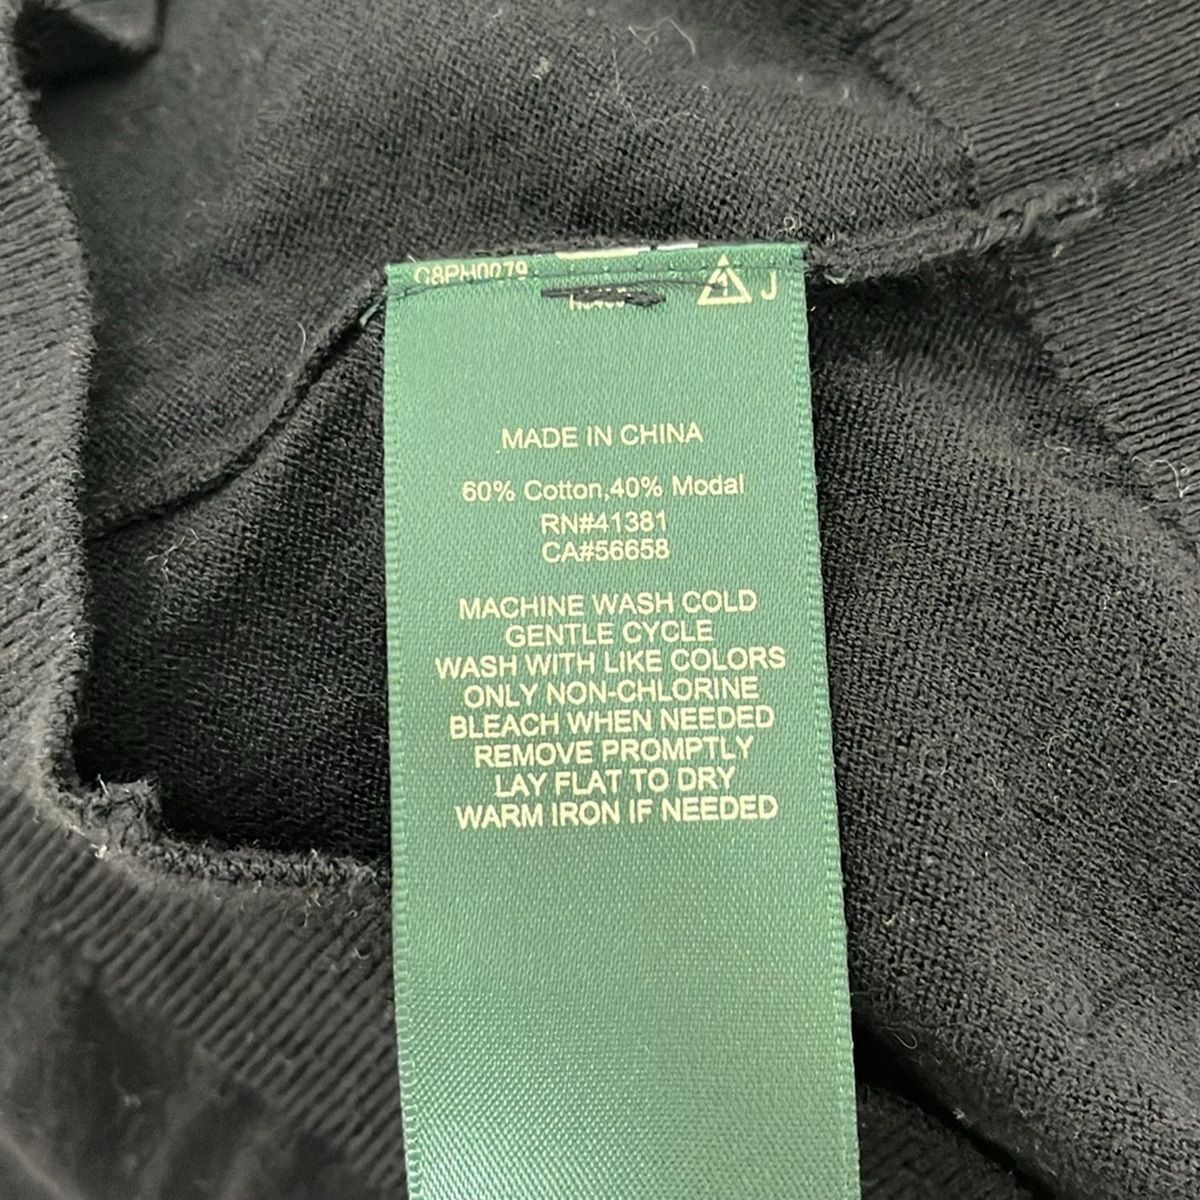 C8PH0079
J
MADE IN CHINA
60% Cotton,40% Modal
RN#41381
CA#56658
MACHINE WASH COLD
GENTLE CYCLE
WASH WITH LIKE COLORS
ONLY NON-CHLORINE
BLEACH WHEN NEEDED
REMOVE PROMPTLY
LAY FLAT TO DRY
WARM IRON IF NEEDED